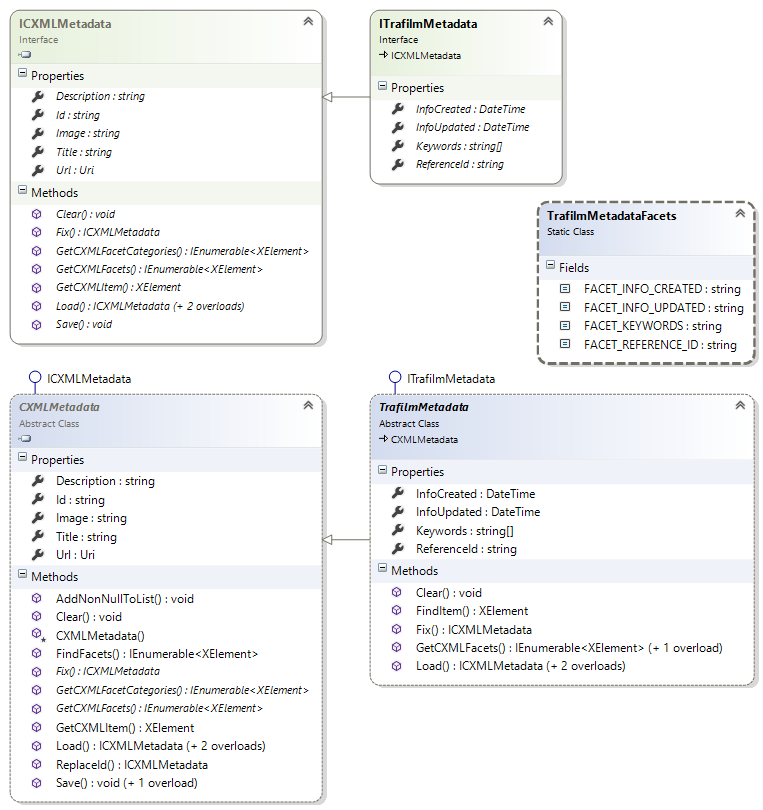 ICXMLMetadata
Interface
Properties
Description : string
Id : string
Image : string
Title : string
Url : Uri
Methods
Clear() : void
Fix() : ICXMLMetadata
GetCXMLFacetCategories() : IEnumerable<XElement>
GetCXMLFacets() : IEnumerable<XElement>
GetCXMLItem() : XElement
Load() : ICXMLMetadata (+ 2 overloads)
Save() : void
ITrafilmMetadata
Interface
ICXMLMetadata
Properties
InfoCreated : DateTime
InfoUpdated : DateTime
Keywords : string[]
ReferenceId : string
TrafilmMetadataFacets
Static Class
Fields
FACET_INFO_CREATED : string
FACET_INFO_UPDATED : string
FACET_KEYWORDS : string
FACET_REFERENCE_ID : string
ICXMLMetadata
CXMLMetadata
Abstract Class
Properties
Description : string
Id : string
Image : string
Title : string
Url : Uri
Methods
AddNonNullToList() : void
Clear() : void
CXMLMetadata()
FindFacets() : IEnumerable<XElement>
Fix() : ICXMLMetadata
GetCXMLFacetCategories() : IEnumerable<XElement>
GetCXMLFacets() : IEnumerable<XElement>
GetCXMLItem() : XElement
Load() : ICXMLMetadata (+ 2 overloads)
ReplaceId() : ICXMLMetadata
Save() : void (+ 1 overload)
ITrafilmMetadata
TrafilmMetadata
Abstract Class
CXMLMetadata
Properties
InfoCreated : DateTime
InfoUpdated : DateTime
Keywords : string[]
ReferenceId : string
Methods
Clear() : void
FindItem() : XElement
Fix() : ICXMLMetadata
GetCXMLFacets() : IEnumerable<XElement> (+ 1 overload)
Load() : ICXMLMetadata (+ 2 overloads)